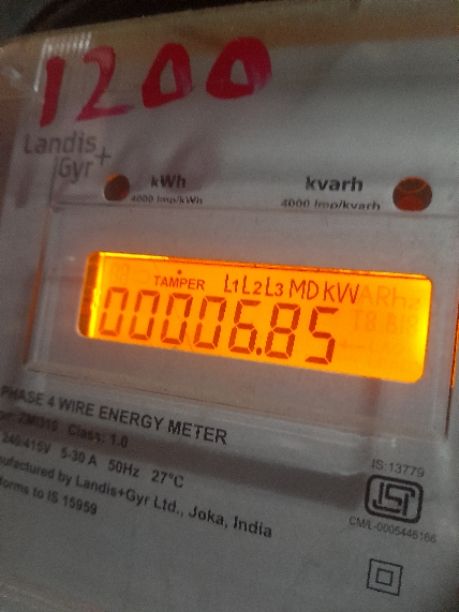 1200
Landis
Gyr+
kWh
4000 Imp/kWh
kvarh
4000 Imp/kvarh
TAMPER L1L2L3 MD KW
00006.85
PHASE 4 WIRE ENERGY METER
Class: 1.0
240/415V 5-30 A 50Hz 27°C
nufactured by Landis+Gyr Ltd., Joka, India
forms to IS 15959
IS:13779
CM/L-0005446166